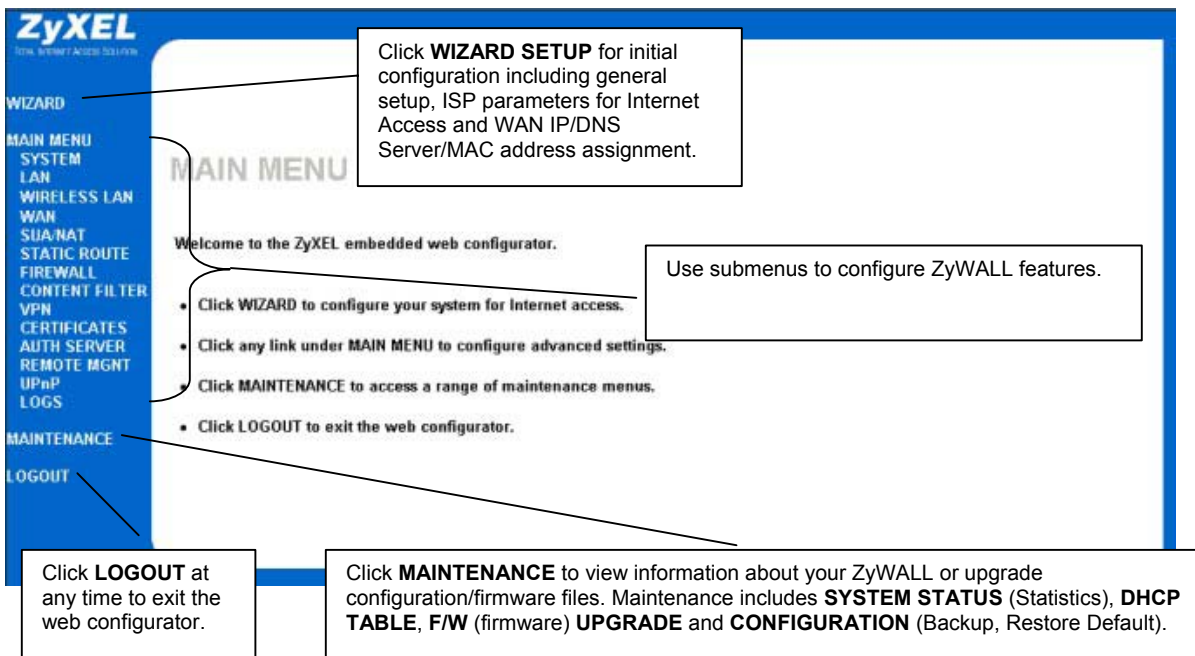 ZyXEL
TOTAL INTERNET ACCESS SOLUTION
WIZARD
MAIN MENU
SYSTEM
LAN
WIRELESS LAN
WAN
SUA/NAT
STATIC ROUTE
FIREWALL
CONTENT FILTER
VPN
CERTIFICATES
AUTH SERVER
REMOTE MGNT
UPnP
LOGS
MAINTENANCE
LOGOUT
Click WIZARD SETUP for initial
configuration including general
setup, ISP parameters for Internet
Access and WAN IP/DNS
Server/MAC address assignment.
MAIN MENU
Welcome to the ZyXEL embedded web configurator.
Use submenus to configure ZyWALL features.
• Click WIZARD to configure your system for Internet access.
• Click any link under MAIN MENU to configure advanced settings.
• Click MAINTENANCE to access a range of maintenance menus.
• Click LOGOUT to exit the web configurator.
Click LOGOUT at
any time to exit the
web configurator.
Click MAINTENANCE to view information about your ZyWALL or upgrade
configuration/firmware files. Maintenance includes SYSTEM STATUS (Statistics), DHCP
TABLE, F/W (firmware) UPGRADE and CONFIGURATION (Backup, Restore Default).